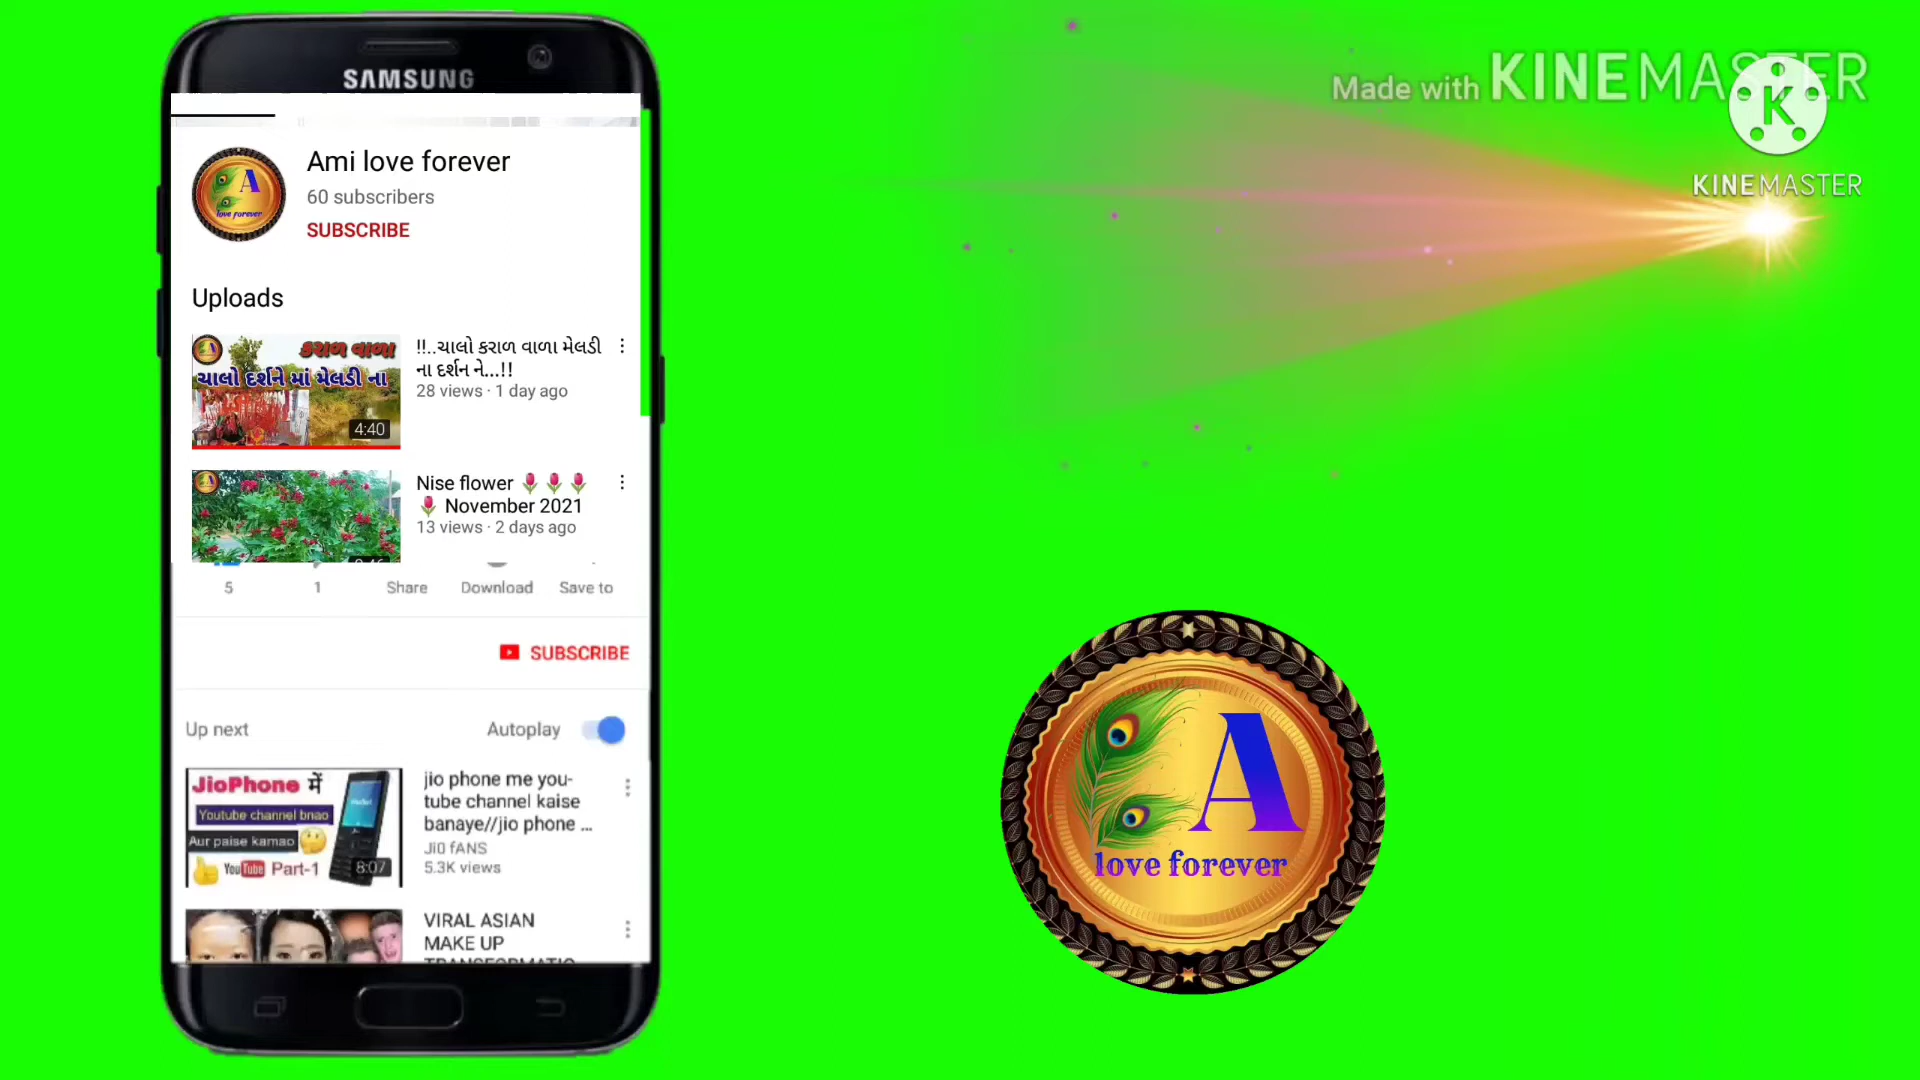 SAMSUNG
Ami love forever
60 subscribers
SUBSCRIBE
Uploads
કરાળ વાળા
ચાલો દર્શને માં મેલડી ના
4:40
!!..ચાલો કરાળ વાળા મેલડી
ના દર્શન ને...!!
28 views · 1 day ago
Nise flower 🌷🌷🌷
🌷 November 2021
13 views · 2 days ago
5
1
Share
Download
Save to
SUBSCRIBE
Up next
Autoplay
JioPhone में
Youtube channel bnao
Aur paise kamao
YouTube Part-1
8:07
jio phone me you-
tube channel kaise
banaye//jio phone ...
Ji0 fANS
5.3K views
VIRAL ASIAN
MAKE UP
TRANSFORMATIO
Made with KINEMASTER
K
KINEMASTER
A
love forever